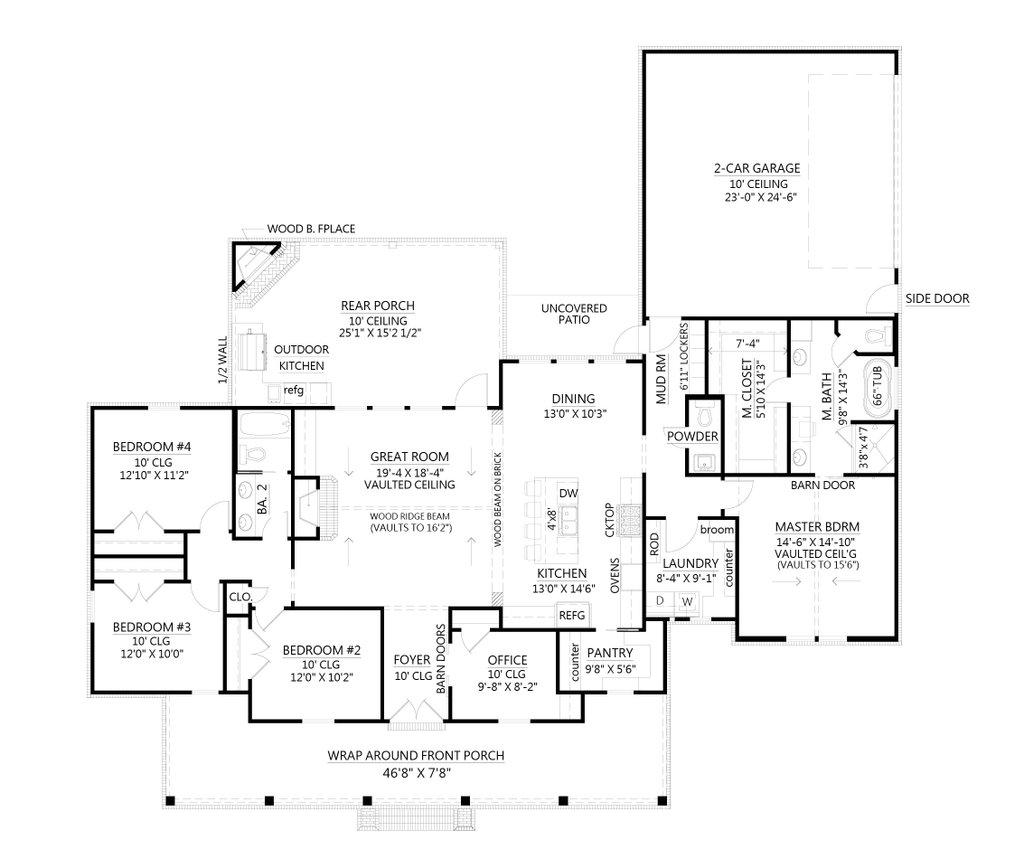 2-CAR GARAGE
10' CEILING
23'-0" X 24'-6"
WOOD B. FPLACE
SIDE DOOR
REAR PORCH
10' CEILING
25'1" X 15'2 1/2"
UNCOVERED
PATIO
1/2 WALL
OUTDOOR
KITCHEN
refg
MUD RM
6'11" LOCKERS
7'-4"
M. CLOSET
5'10 X 14'3"
M. BATH
9'8" X 14'3"
66" TUB
3'8"x 4'7
POWDER
BARN DOOR
DINING
13'0" X 10'3"
BEDROOM #4
10' CLG
12'10" X 11'2"
BA. 2
GREAT ROOM
19'-4 X 18'-4"
VAULTED CEILING
WOOD RIDGE BEAM
(VAULTS TO 16'2")
WOOD BEAM ON BRICK
DW
4'x8'
CKTOP
OVENS
KITCHEN
13'0" X 14'6"
REFG
ROD
broom
counter
LAUNDRY
8'-4" X 9'-1"
D
W
MASTER BDRM
14'-6" X 14'-10"
VAULTED CEIL'G
(VAULTS TO 15'6")
CLO.
BEDROOM #3
10' CLG
12'0" X 10'0"
BEDROOM #2
10' CLG
12'0" X 10'2"
FOYER
10' CLG
BARN DOORS
OFFICE
10' CLG
9'-8" X 8'-2"
counter
PANTRY
9'8" X 5'6"
WRAP AROUND FRONT PORCH
46'8" X 7'8"